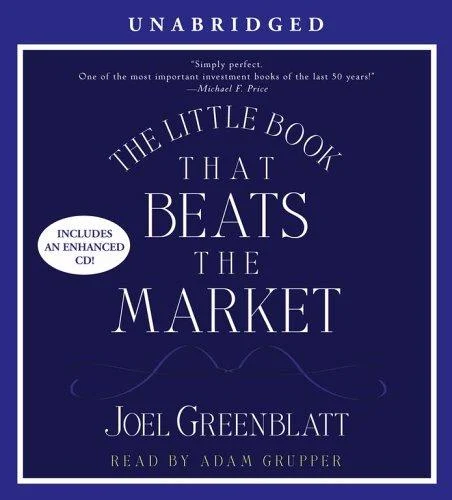 UNABRIDGED
"Simply perfect.
One of the most important investment books of the last 50 years!"
—Michael F. Price
THE LITTLE BOOK
THAT
BEATS
THE
MARKET
INCLUDES
AN ENHANCED
CD!
JOEL GREENBLATT
READ BY ADAM GRUPPER